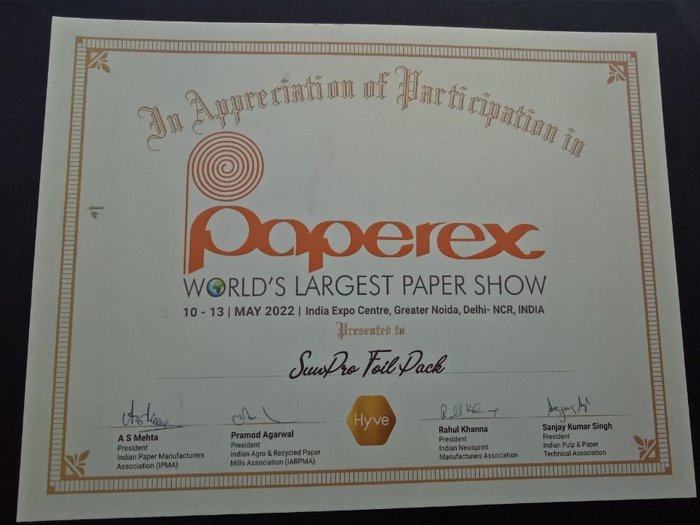 In Appreciation of Participation in
Paperex
WORLD'S LARGEST PAPER SHOW
10 - 13 | MAY 2022 | India Expo Centre, Greater Noida, Delhi- NCR, INDIA
Presented to
SunPro Foil Pack
Hyve
A S Mehta
President
Indian Paper Manufacturers
Association (IPMA)
Pramod Agarwal
President
Indian Agro & Recycled Paper
Mills Association (IARPMA)
Rahul Khanna
President
Indian Newsprint
Manufacturers Association
Sanjay Kumar Singh
President
Indian Pulp & Paper
Technical Association